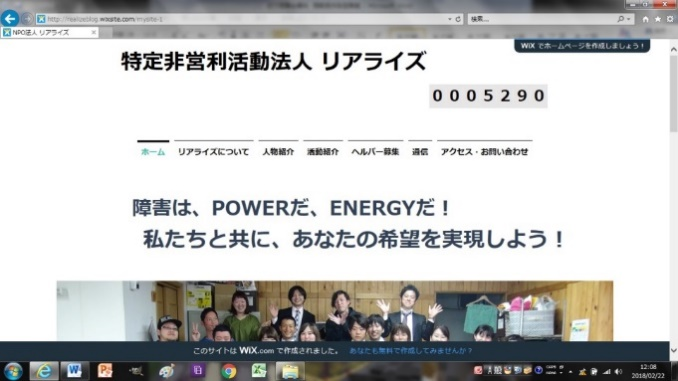 http://realizeblog.wixsite.com/mysite-1
検索...
NPO法人 リアライズ
WiX でホームページを作成しましょう！
特定非営利活動法人 リアライズ
0005290
ホーム リアライズについて 人物紹介 活動紹介 ヘルパー募集 通信 アクセス・お問い合わせ
障害は、POWERだ、ENERGYだ！
私たちと共に、あなたの希望を実現しよう！
このサイトは WiX.com で作成されました。 あなたも無料で作成してみませんか？
12:08
2018/02/22